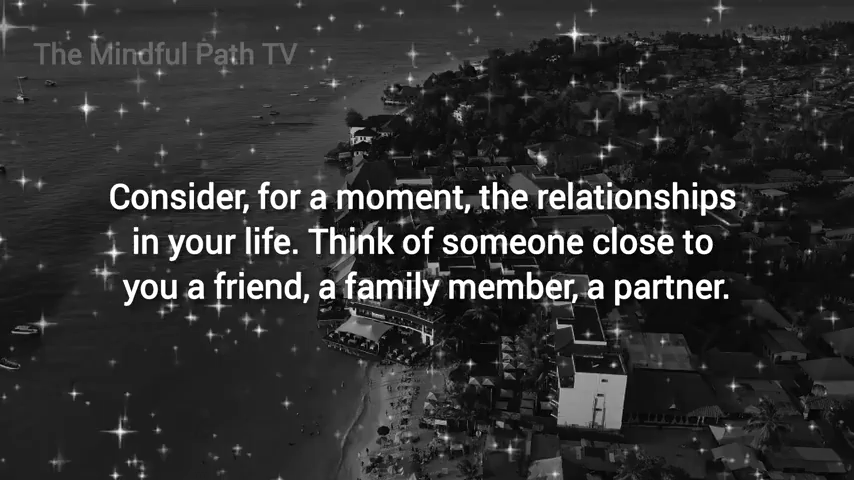 The Mindful Path TV
Consider, for a moment, the relationships
in your life. Think of someone close to
you a friend, a family member, a partner.